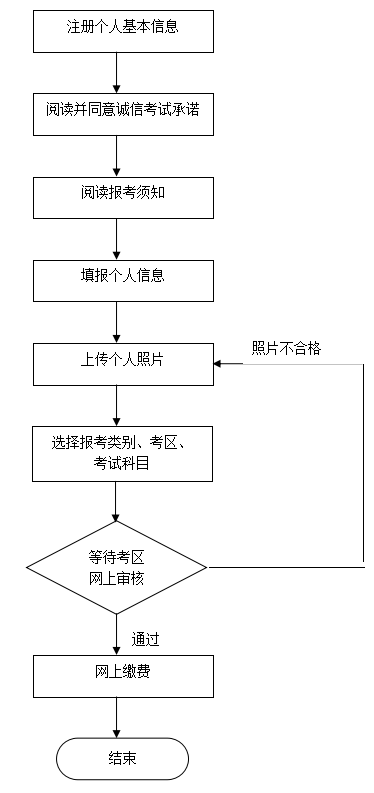 注册个人基本信息
阅读并同意诚信考试承诺
阅读报考须知
填报个人信息
照片不合格
上传个人照片
选择报考类别、考区、
考试科目
等待考区
网上审核
通过
网上缴费
结束